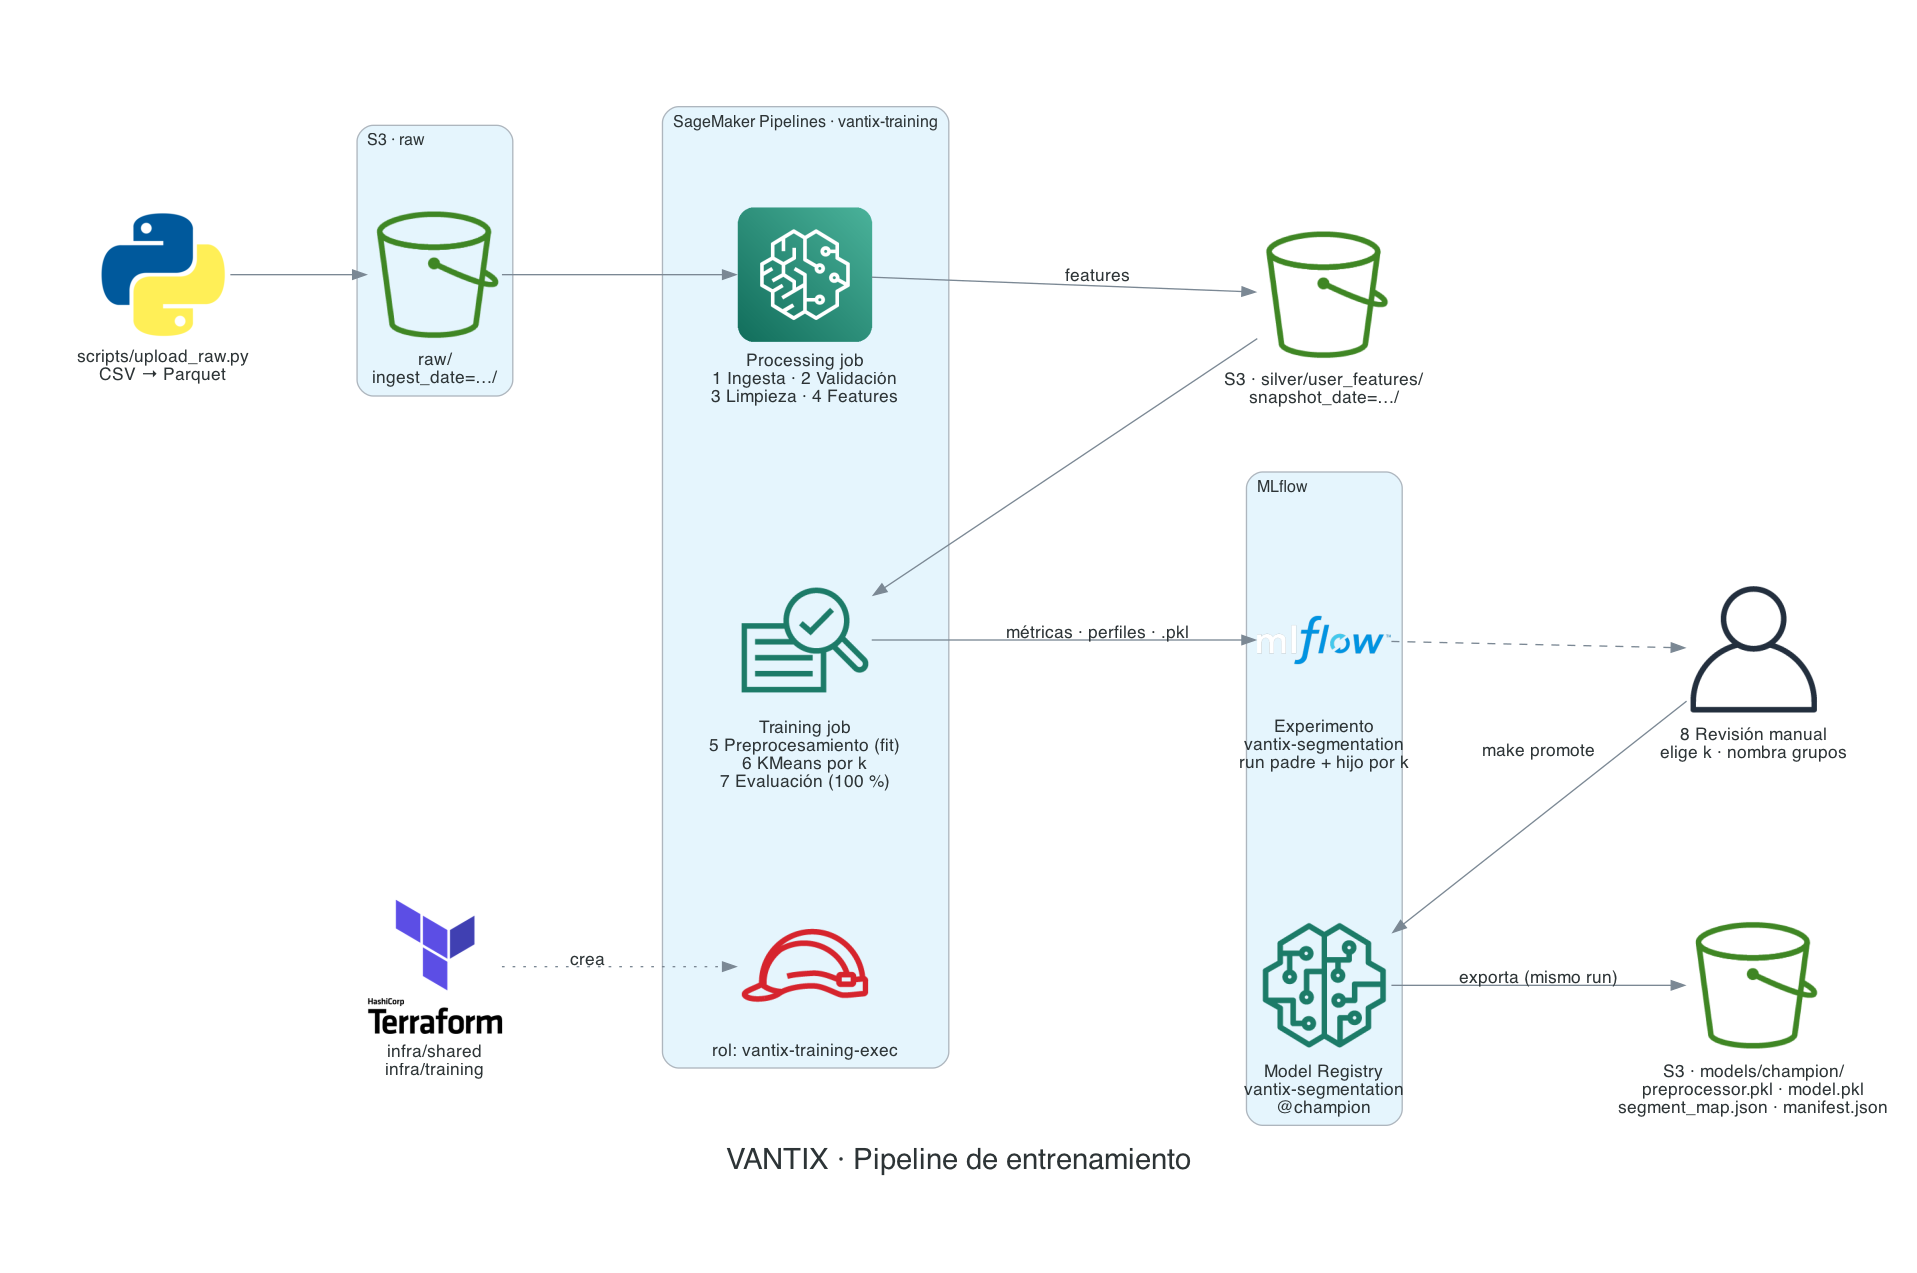 S3 · raw
SageMaker Pipelines · vantix-training
scripts/upload_raw.py
CSV → Parquet
raw/
ingest_date=.../
Processing job
1 Ingesta · 2 Validación
3 Limpieza · 4 Features
features
S3 · silver/user_features/
snapshot_date=.../
MLflow
Training job
5 Preprocesamiento (fit)
6 KMeans por k
7 Evaluación (100 %)
métricas · perfiles · .pkl
mlflow™
Experimento
vantix-segmentation
run padre + hijo por k
8 Revisión manual
elige k · nombra grupos
make promote
HashiCorp
Terraform
infra/shared
infra/training
crea
rol: vantix-training-exec
Model Registry
vantix-segmentation
@champion
exporta (mismo run)
S3 · models/champion/
preprocessor.pkl · model.pkl
segment_map.json · manifest.json
VANTIX · Pipeline de entrenamiento